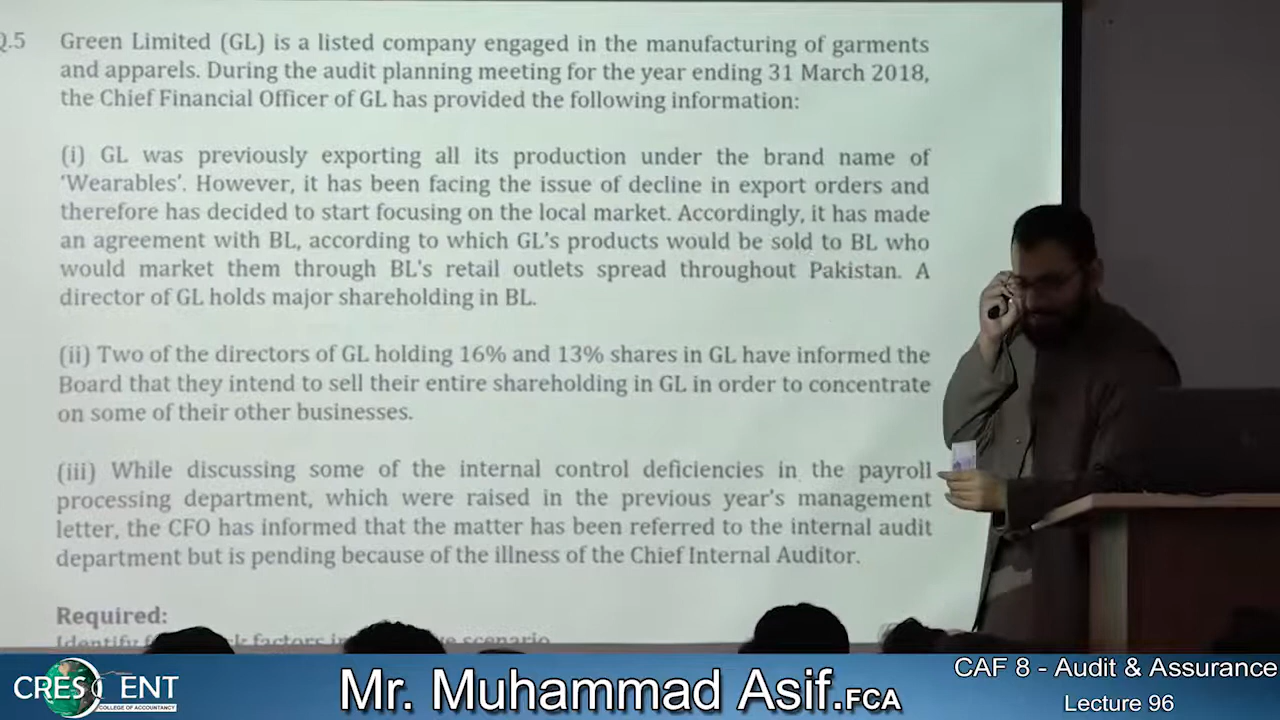 Q.5 Green Limited (GL) is a listed company engaged in the manufacturing of garments
and apparels. During the audit planning meeting for the year ending 31 March 2018,
the Chief Financial Officer of GL has provided the following information:
(i) GL was previously exporting all its production under the brand name of
'Wearables'. However, it has been facing the issue of decline in export orders and
therefore has decided to start focusing on the local market. Accordingly, it has made
an agreement with BL, according to which GL's products would be sold to BL who
would market them through BL's retail outlets spread throughout Pakistan. A
director of GL holds major shareholding in BL.
(ii) Two of the directors of GL holding 16% and 13% shares in GL have informed the
Board that they intend to sell their entire shareholding in GL in order to concentrate
on some of their other businesses.
(iii) While discussing some of the internal control deficiencies in the payroll
processing department, which were raised in the previous year's management
letter, the CFO has informed that the matter has been referred to the internal audit
department but is pending because of the illness of the Chief Internal Auditor.
Required:
Identify factors scenario
CRESCENT
COLLEGE OF ACCOUNTANCY
Mr. Muhammad Asif.FCA
CAF 8 - Audit & Assurance
Lecture 96